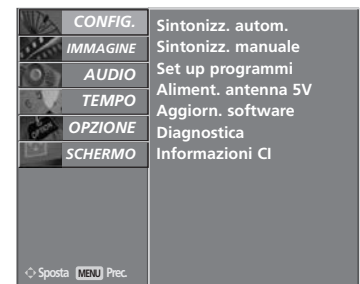 CONFIG.
IMMAGINE
AUDIO
TEMPO
OPZIONE
SCHERMO
Sintonizz. autom.
Sintonizz. manuale
Set up programmi
Aliment. antenna 5V
Aggiorn. software
Diagnostica
Informazioni CI
Sposta MENU Prec.